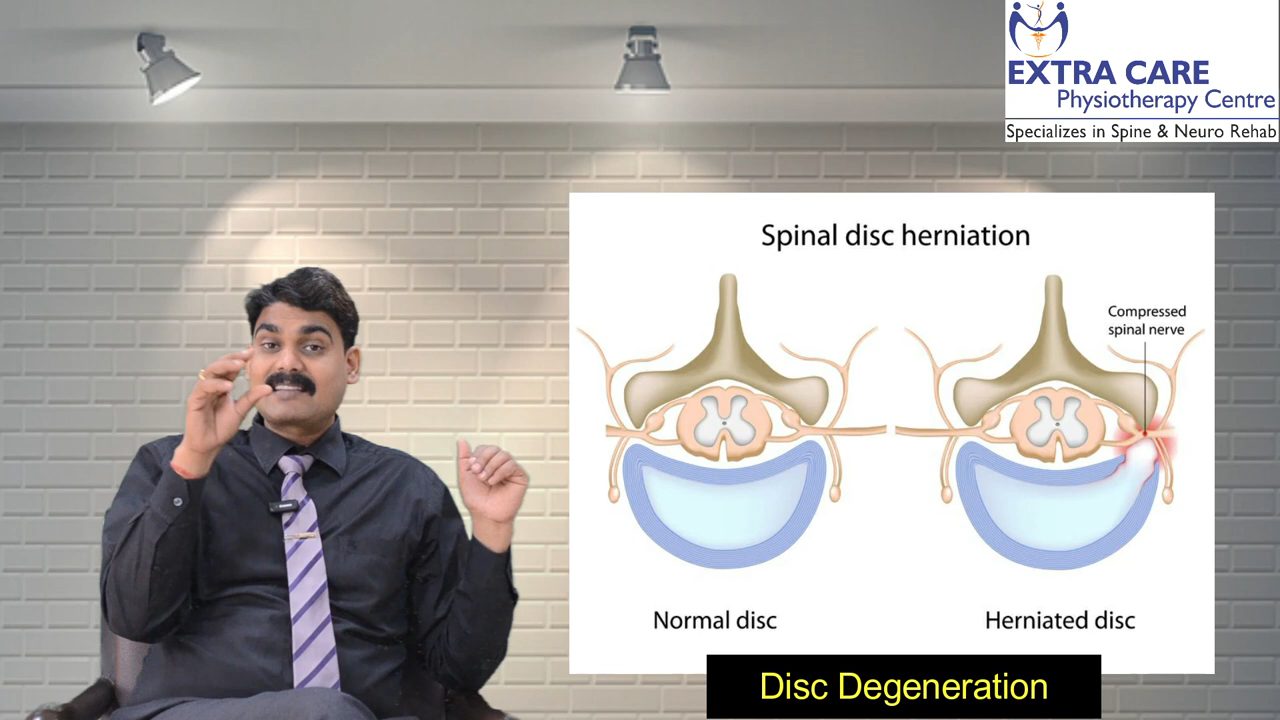 EXTRA CARE
Physiotherapy Centre
Specializes in Spine & Neuro Rehab
Spinal disc herniation
Compressed
spinal nerve
Normal disc
Herniated disc
Disc Degeneration